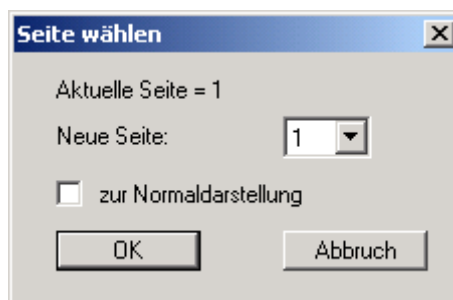 Seite wählen
Aktuelle Seite = 1
Neue Seite: 1
zur Normaldarstellung
OK Abbruch